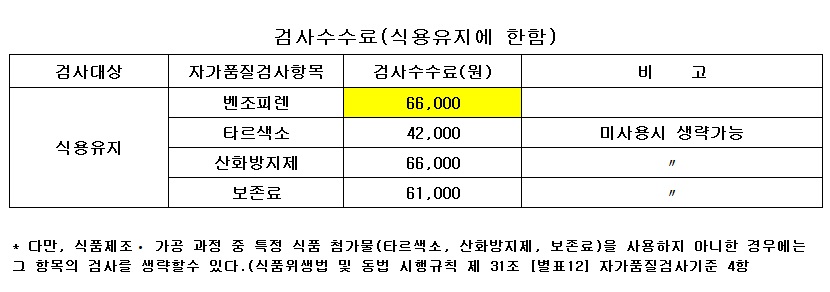 검사수수료(식용유지에 한함)
검사대상 자가품질검사항목 검사수수료(원) 비 고
식용유지
벤조피렌 66,000
타르색소 42,000 미사용시 생략가능
산화방지제 66,000 〃
보존료 61,000 〃
* 다만, 식품제조· 가공 과정 중 특정 식품 첨가물(타르색소, 산화방지제, 보존료)을 사용하지 아니한 경우에는
그 항목의 검사를 생략할수 있다.(식품위생법 및 동법 시행규칙 제 31조 [별표12] 자가품질검사기준 4항